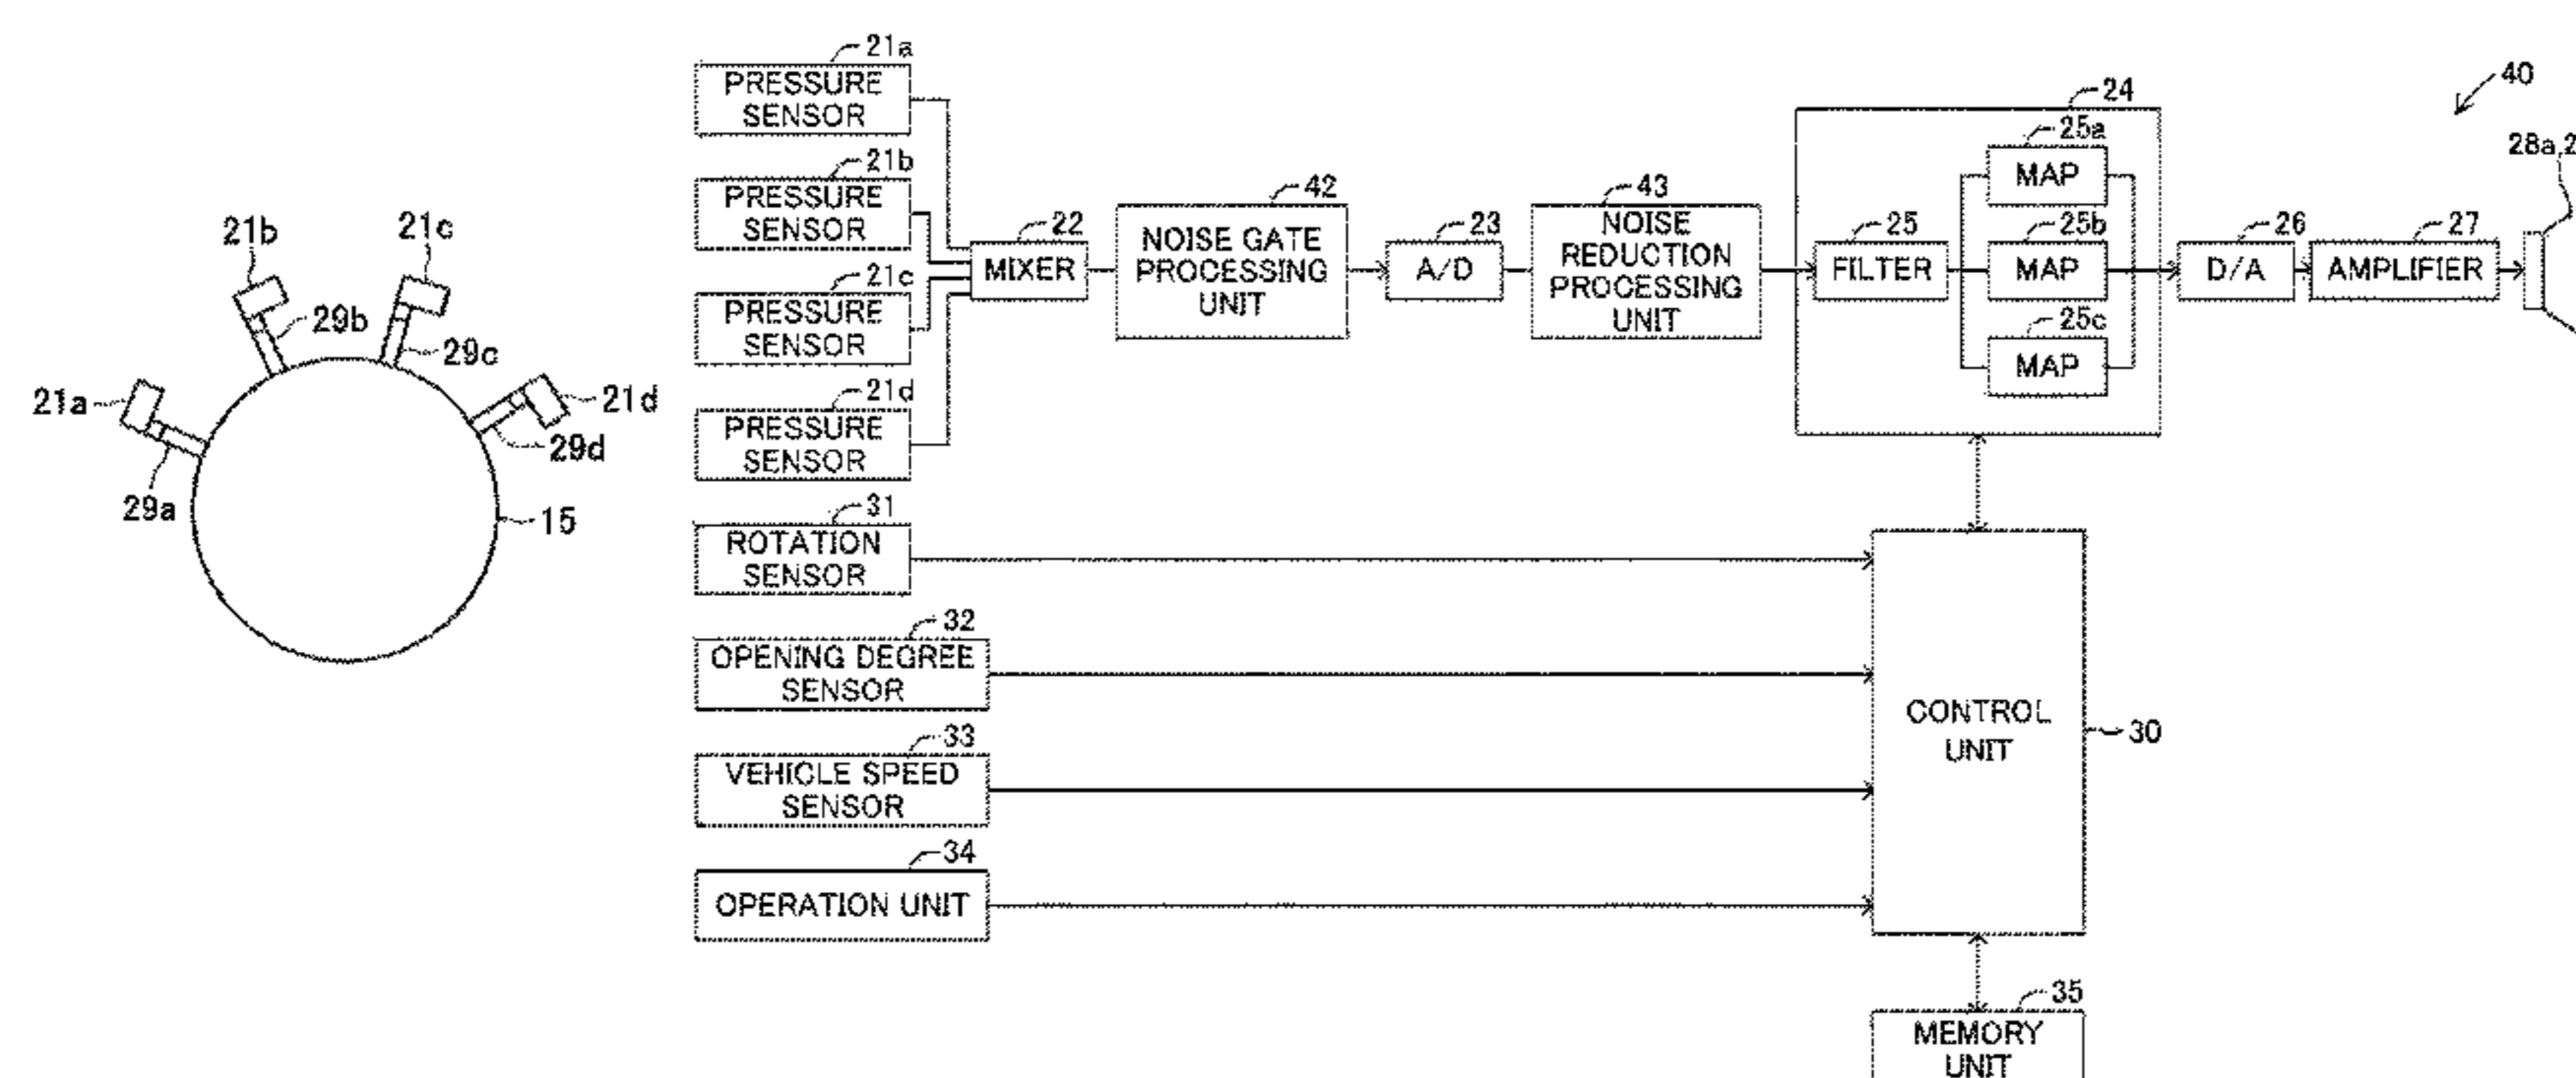 21b
21c
29b
29c
21a
21d
29d
29a
15
21a
PRESSURE
SENSOR
21b
PRESSURE
SENSOR
21c
PRESSURE
SENSOR
21d
PRESSURE
SENSOR
22
MIXER
42
NOISE GATE
PROCESSING
UNIT
23
A/D
43
NOISE
REDUCTION
PROCESSING
UNIT
24
25
FILTER
25a
MAP
25b
MAP
25c
MAP
26
D/A
27
AMPLIFIER
40
28a,2
31
ROTATION
SENSOR
32
OPENING DEGREE
SENSOR
33
VEHICLE SPEED
SENSOR
34
OPERATION UNIT
CONTROL
UNIT
30
35
MEMORY
UNIT